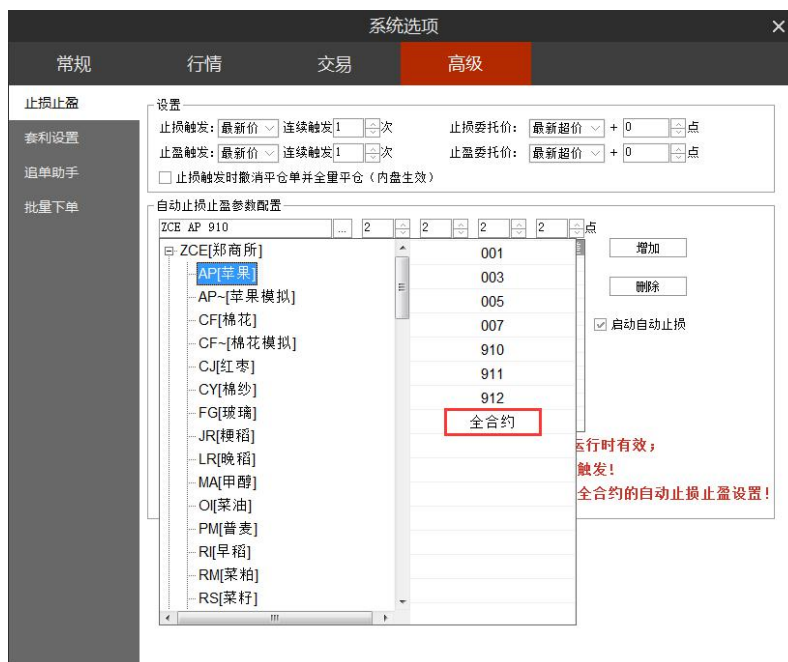 系统选项
常规 行情 交易 高级
止损止盈
套利设置
追单助手
批量下单
设置
止损触发: 最新价 连续触发 1 次 止损委托价: 最新超价 + 0 点
止盈触发: 最新价 连续触发 1 次 止盈委托价: 最新超价 + 0 点
止损触发时撤消平仓单并全量平仓(内盘生效)
自动止损止盈参数配置
ZCE AP 910 ... 2 2 2 2 点
增加
删除
启动自动止损
ZCE[郑商所]
AP[苹果]
AP~[苹果模拟]
CF[棉花]
CF~[棉花模拟]
CJ[红枣]
CY[棉纱]
FG[玻璃]
JR[粳稻]
LR[晚稻]
MA[甲醇]
OI[菜油]
PM[普麦]
RI[早稻]
RM[菜粕]
RS[菜籽]
001
003
005
007
910
911
912
全合约
运行时有效;
触发!
全合约的自动止损止盈设置!